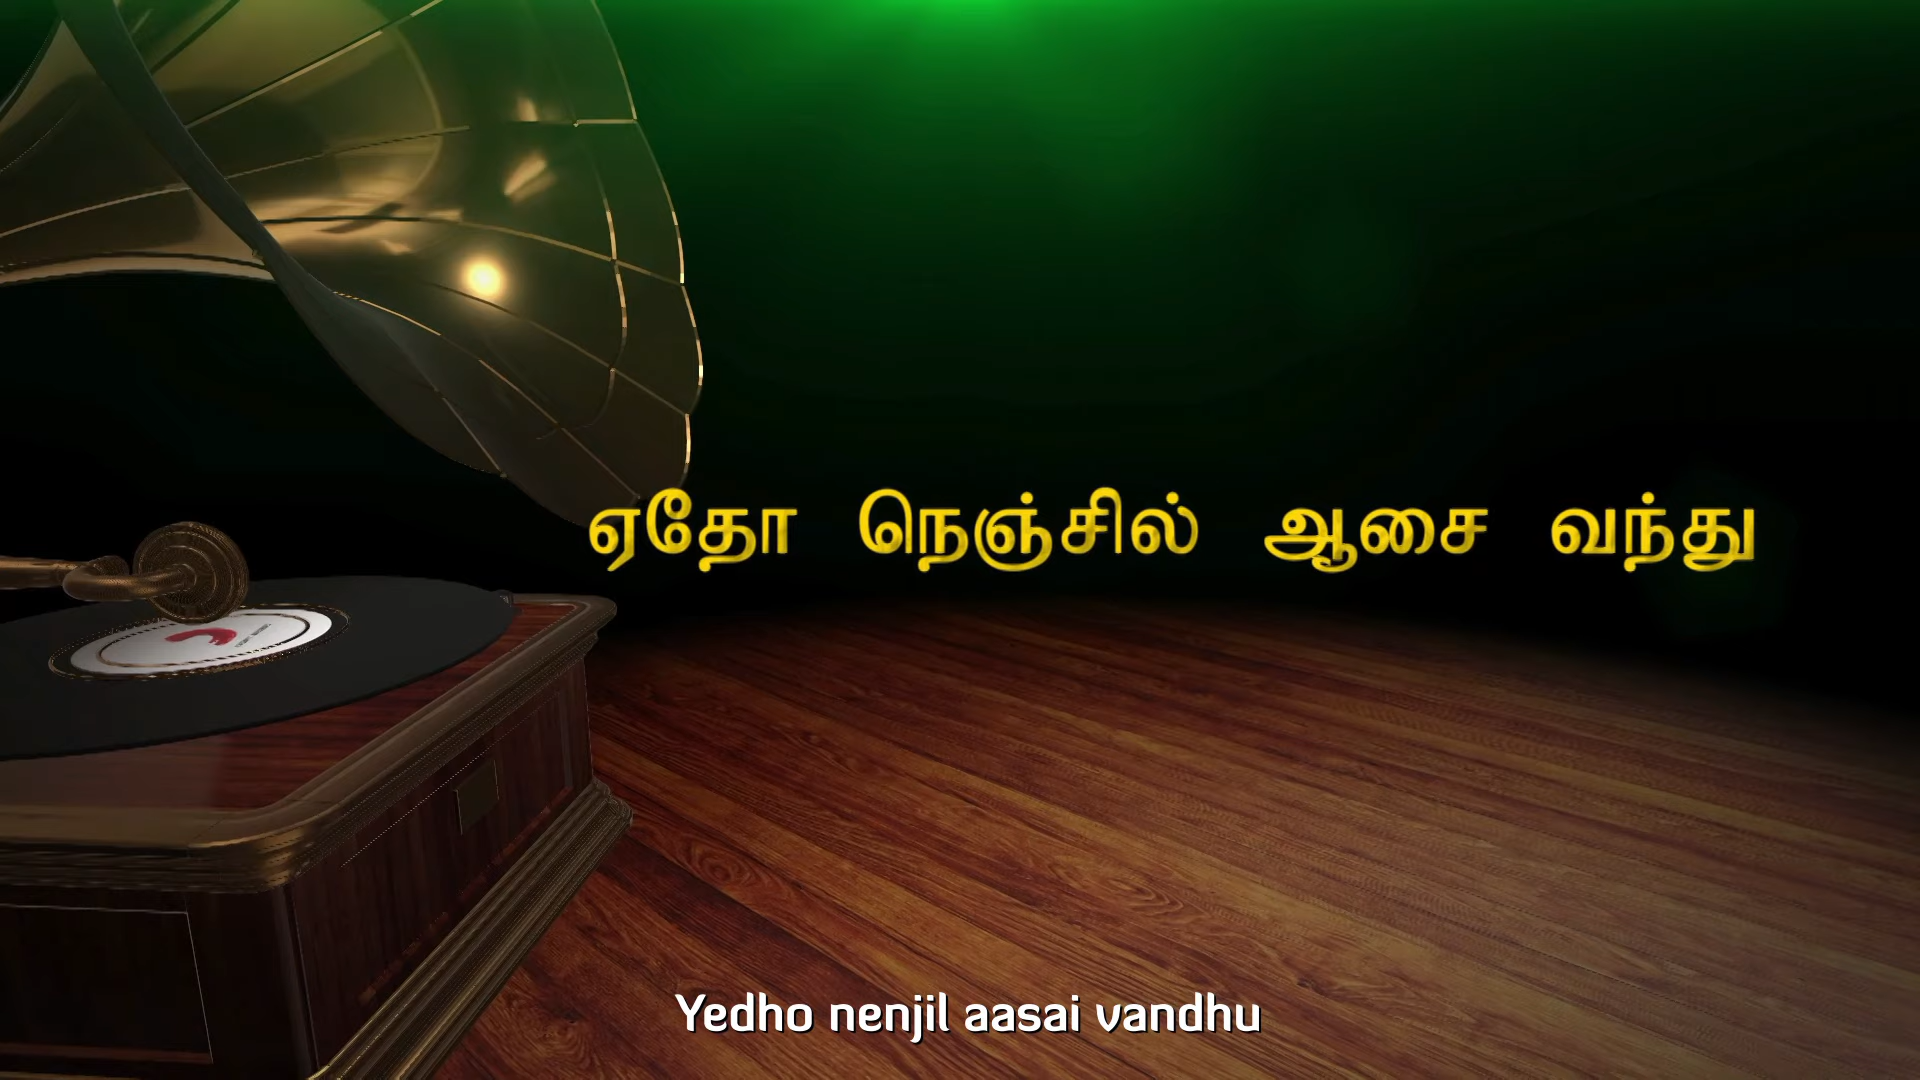 ஏதோ நெஞ்சில் ஆசை வந்து
Yedho nenjil aasai vandhu